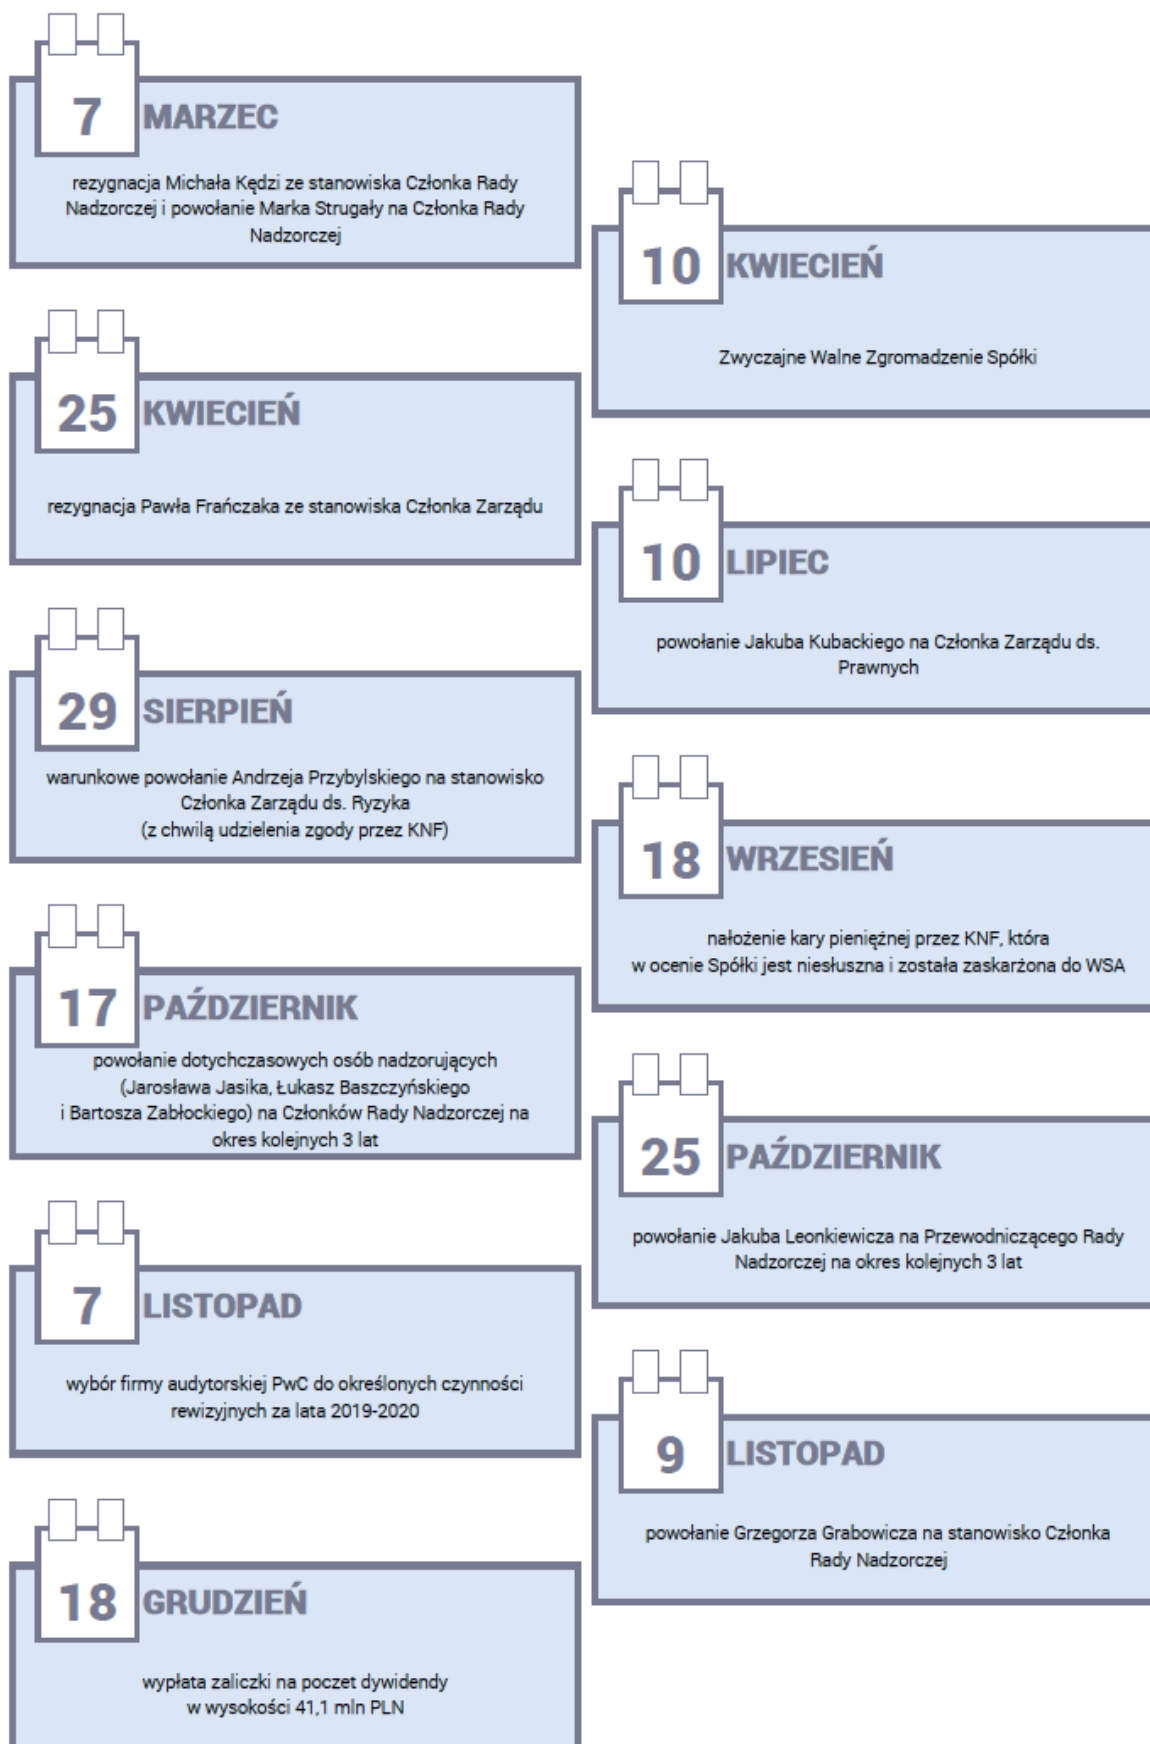 7
MARZEC
rezygnacja Michała Kędzi ze stanowiska Członka Rady
Nadzorczej i powołanie Marka Strugały na Członka Rady
Nadzorczej
10
KWIECIEŃ
Zwyczajne Walne Zgromadzenie Spółki
25
KWIECIEŃ
rezygnacja Pawła Frańczaka ze stanowiska Członka Zarządu
10
LIPIEC
powołanie Jakuba Kubackiego na Członka Zarządu ds.
Prawnych
29
SIERPIEŃ
warunkowe powołanie Andrzeja Przybylskiego na stanowisko
Członka Zarządu ds. Ryzyka
(z chwilą udzielenia zgody przez KNF)
18
WRZESIEŃ
nałożenie kary pieniężnej przez KNF, która
w ocenie Spółki jest niesłuszna i została zaskarżona do WSA
17
PAŹDZIERNIK
powołanie dotychczasowych osób nadzorujących
(Jarosława Jasika, Łukasz Baszczyńskiego
i Bartosza Zabłockiego) na Członków Rady Nadzorczej na
okres kolejnych 3 lat
25
PAŹDZIERNIK
powołanie Jakuba Leonkiewicza na Przewodniczącego Rady
Nadzorczej na okres kolejnych 3 lat
7
LISTOPAD
wybór firmy audytorskiej PwC do określonych czynności
rewizyjnych za lata 2019-2020
9
LISTOPAD
powołanie Grzegorza Grabowicza na stanowisko Członka
Rady Nadzorczej
18
GRUDZIEŃ
wypłata zaliczki na poczet dywidendy
w wysokości 41,1 mln PLN